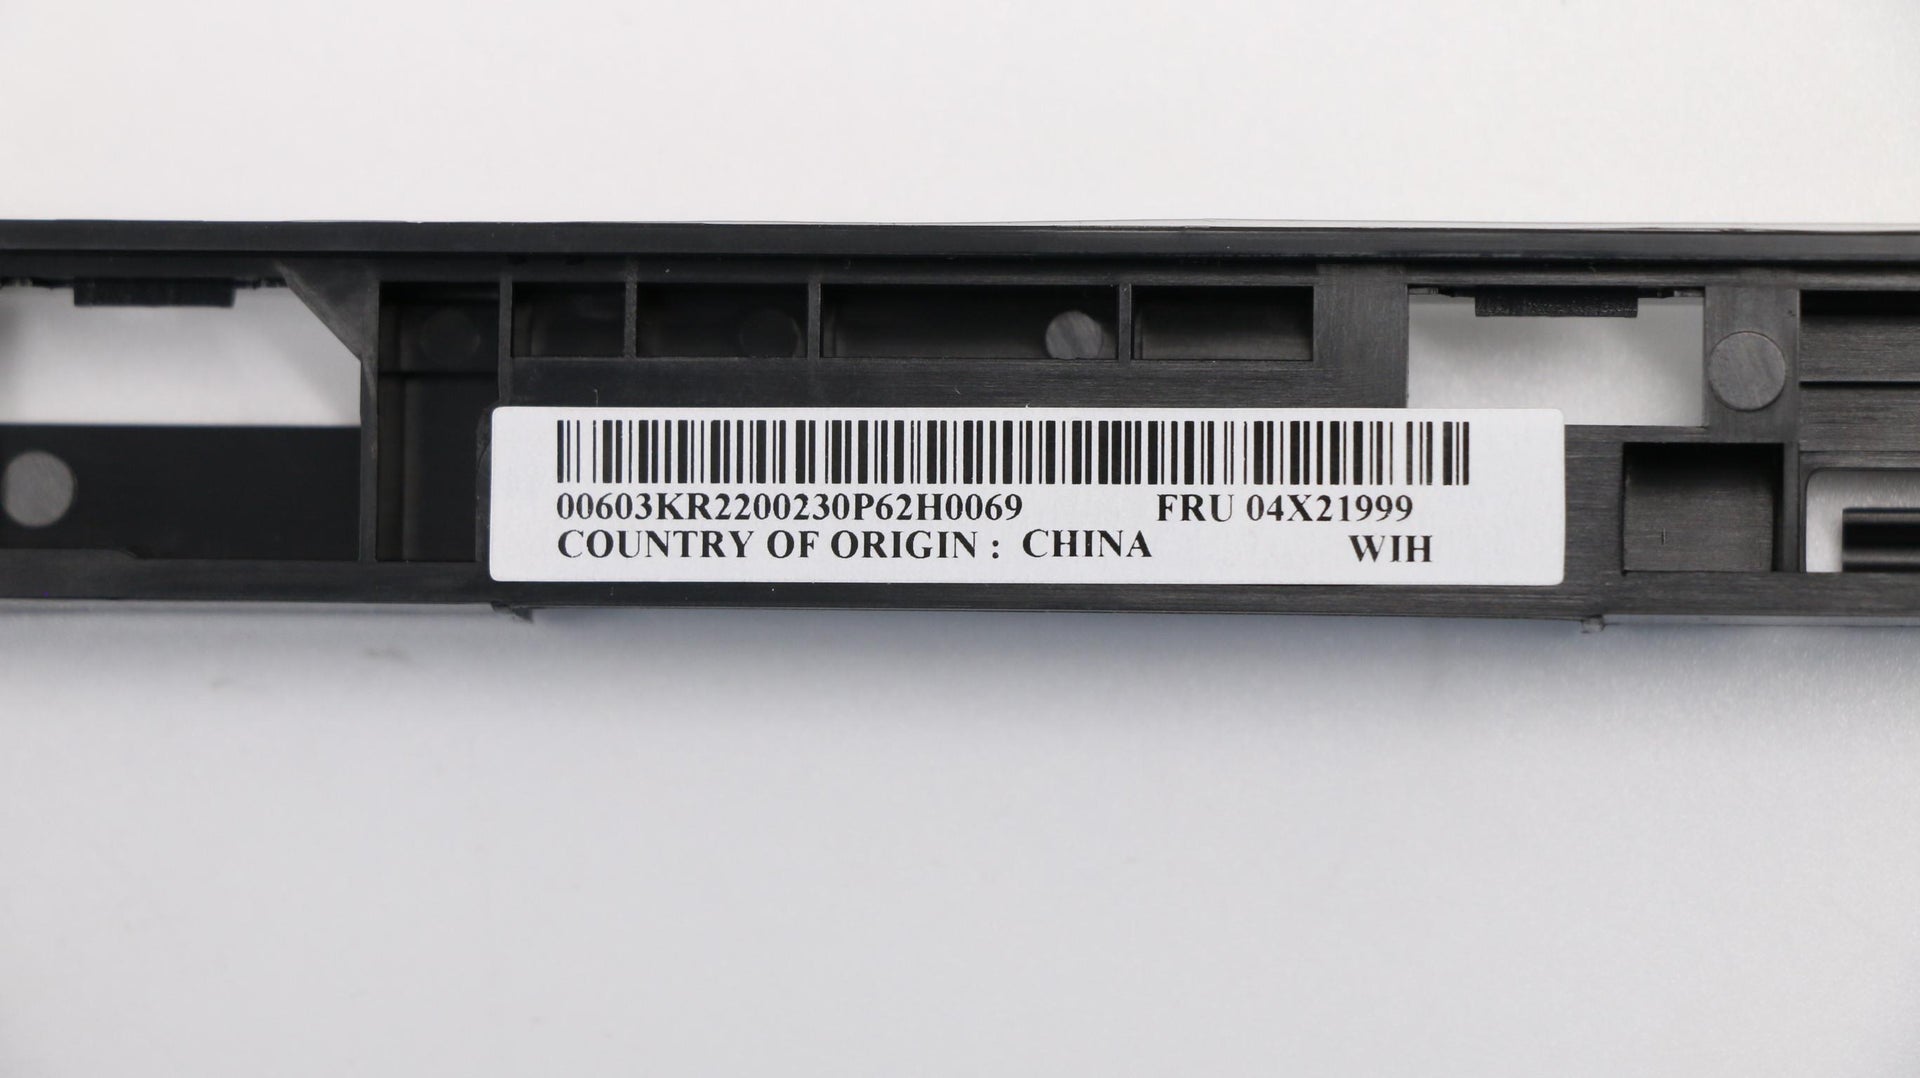 00603KR2200230P62H0069 FRU 04X21999
COUNTRY OF ORIGIN : CHINA WIH